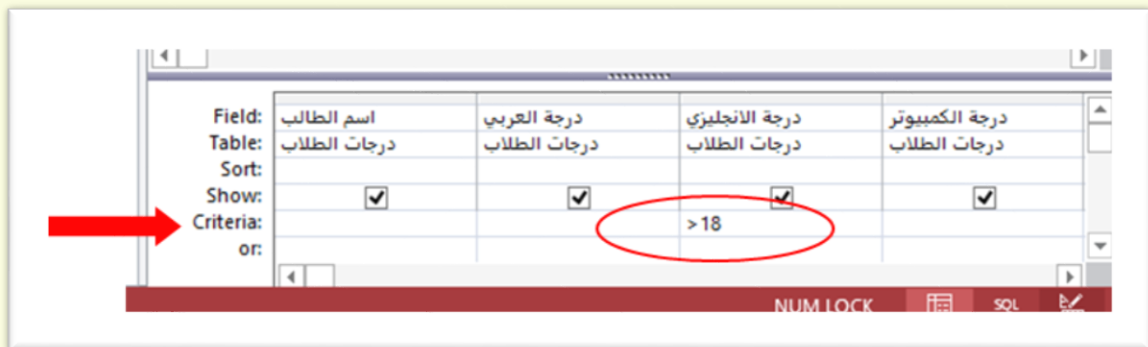 Field: اسم الطالب درجة العربي درجة الانجليزي درجة الكمبيوتر
Table: درجات الطلاب درجات الطلاب درجات الطلاب درجات الطلاب
Sort:
Show:
Criteria: >18
or:
NUM LOCK SQL